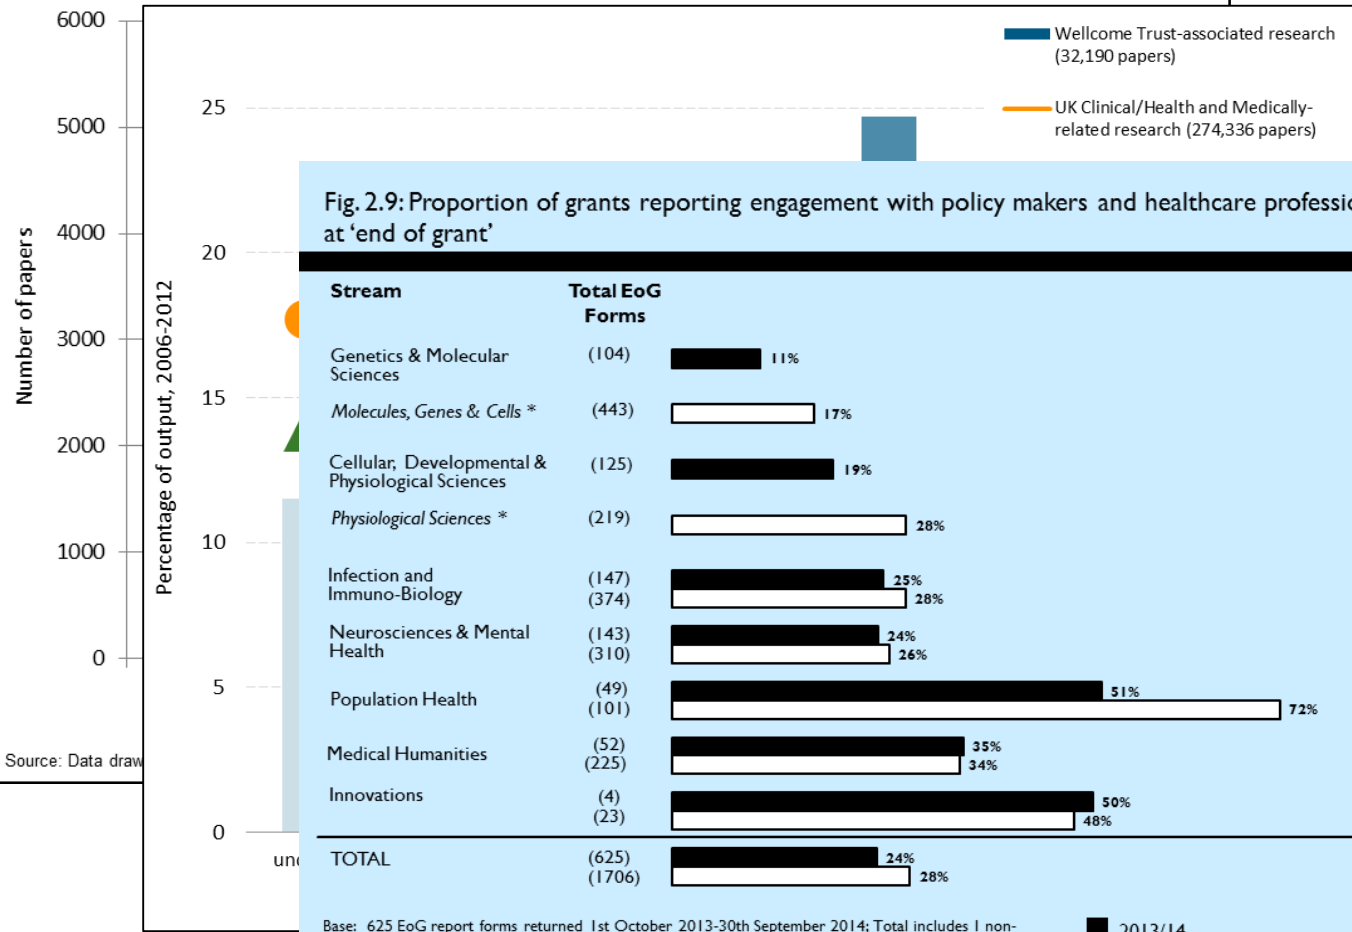 6000
5000
4000
3000
2000
1000
0
Number of papers
Source: Data
25
20
15
10
5
0
Percentage of output, 2006-2012
Wellcome Trust-associated research
(32,190 papers)
UK Clinical/Health and Medically-
related research (274,336 papers)
Fig. 2.9: Proportion of grants reporting engagement with policy makers and healthcare
at ‘end of grant’
Stream Total EoG
Forms
Genetics & Molecular (104) 11%
Sciences
Molecules, Genes & Cells * (443) 17%
Cellular, Developmental & (125) 19%
Physiological Sciences
Physiological Sciences * (219) 28%
Infection and (147) 25%
Immuno-Biology (374) 28%
Neurosciences & Mental (143) 24%
Health (310) 26%
Population Health (49) 51%
(101) 72%
Medical Humanities (52) 35%
(225) 34%
Innovations (4) 50%
(23) 48%
TOTAL (625) 24%
(1706) 28%
Base: 625 EoG report forms returned 1st October 2013-30th September 2014; Total includes 1 non-
2013/14